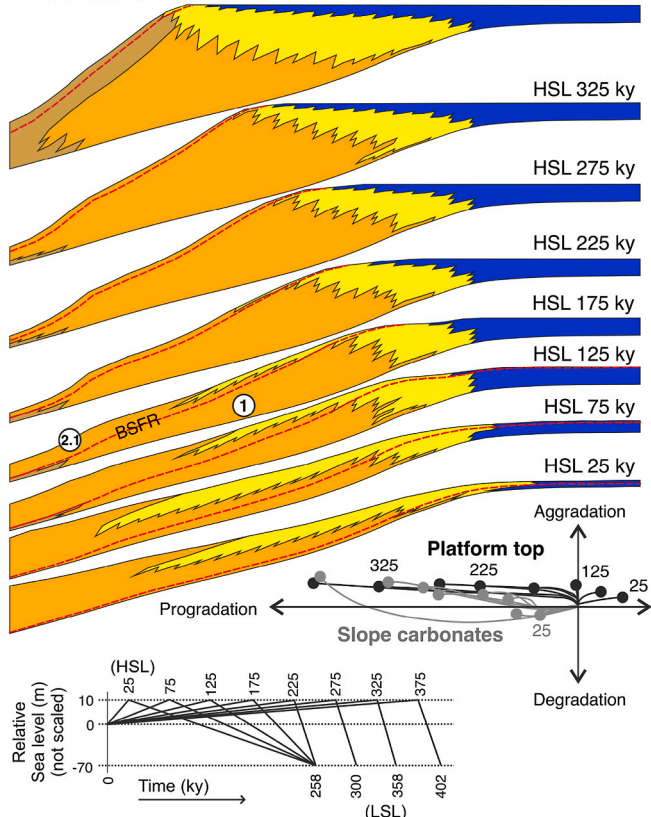 HSL 325 ky
HSL 275 ky
HSL 225 ky
HSL 175 ky
HSL 125 ky
HSL 75 ky
HSL 25 ky
1
BSFR
2.1
Aggradation
Platform top
325
225
125
25
Progradation
Slope carbonates
25
Degradation
(HSL)
25
75
125
175
225
275
325
375
Relative
Sea level (m)
(not scaled)
10
0
-70
0
Time (ky)
258
300
358
402
(LSL)